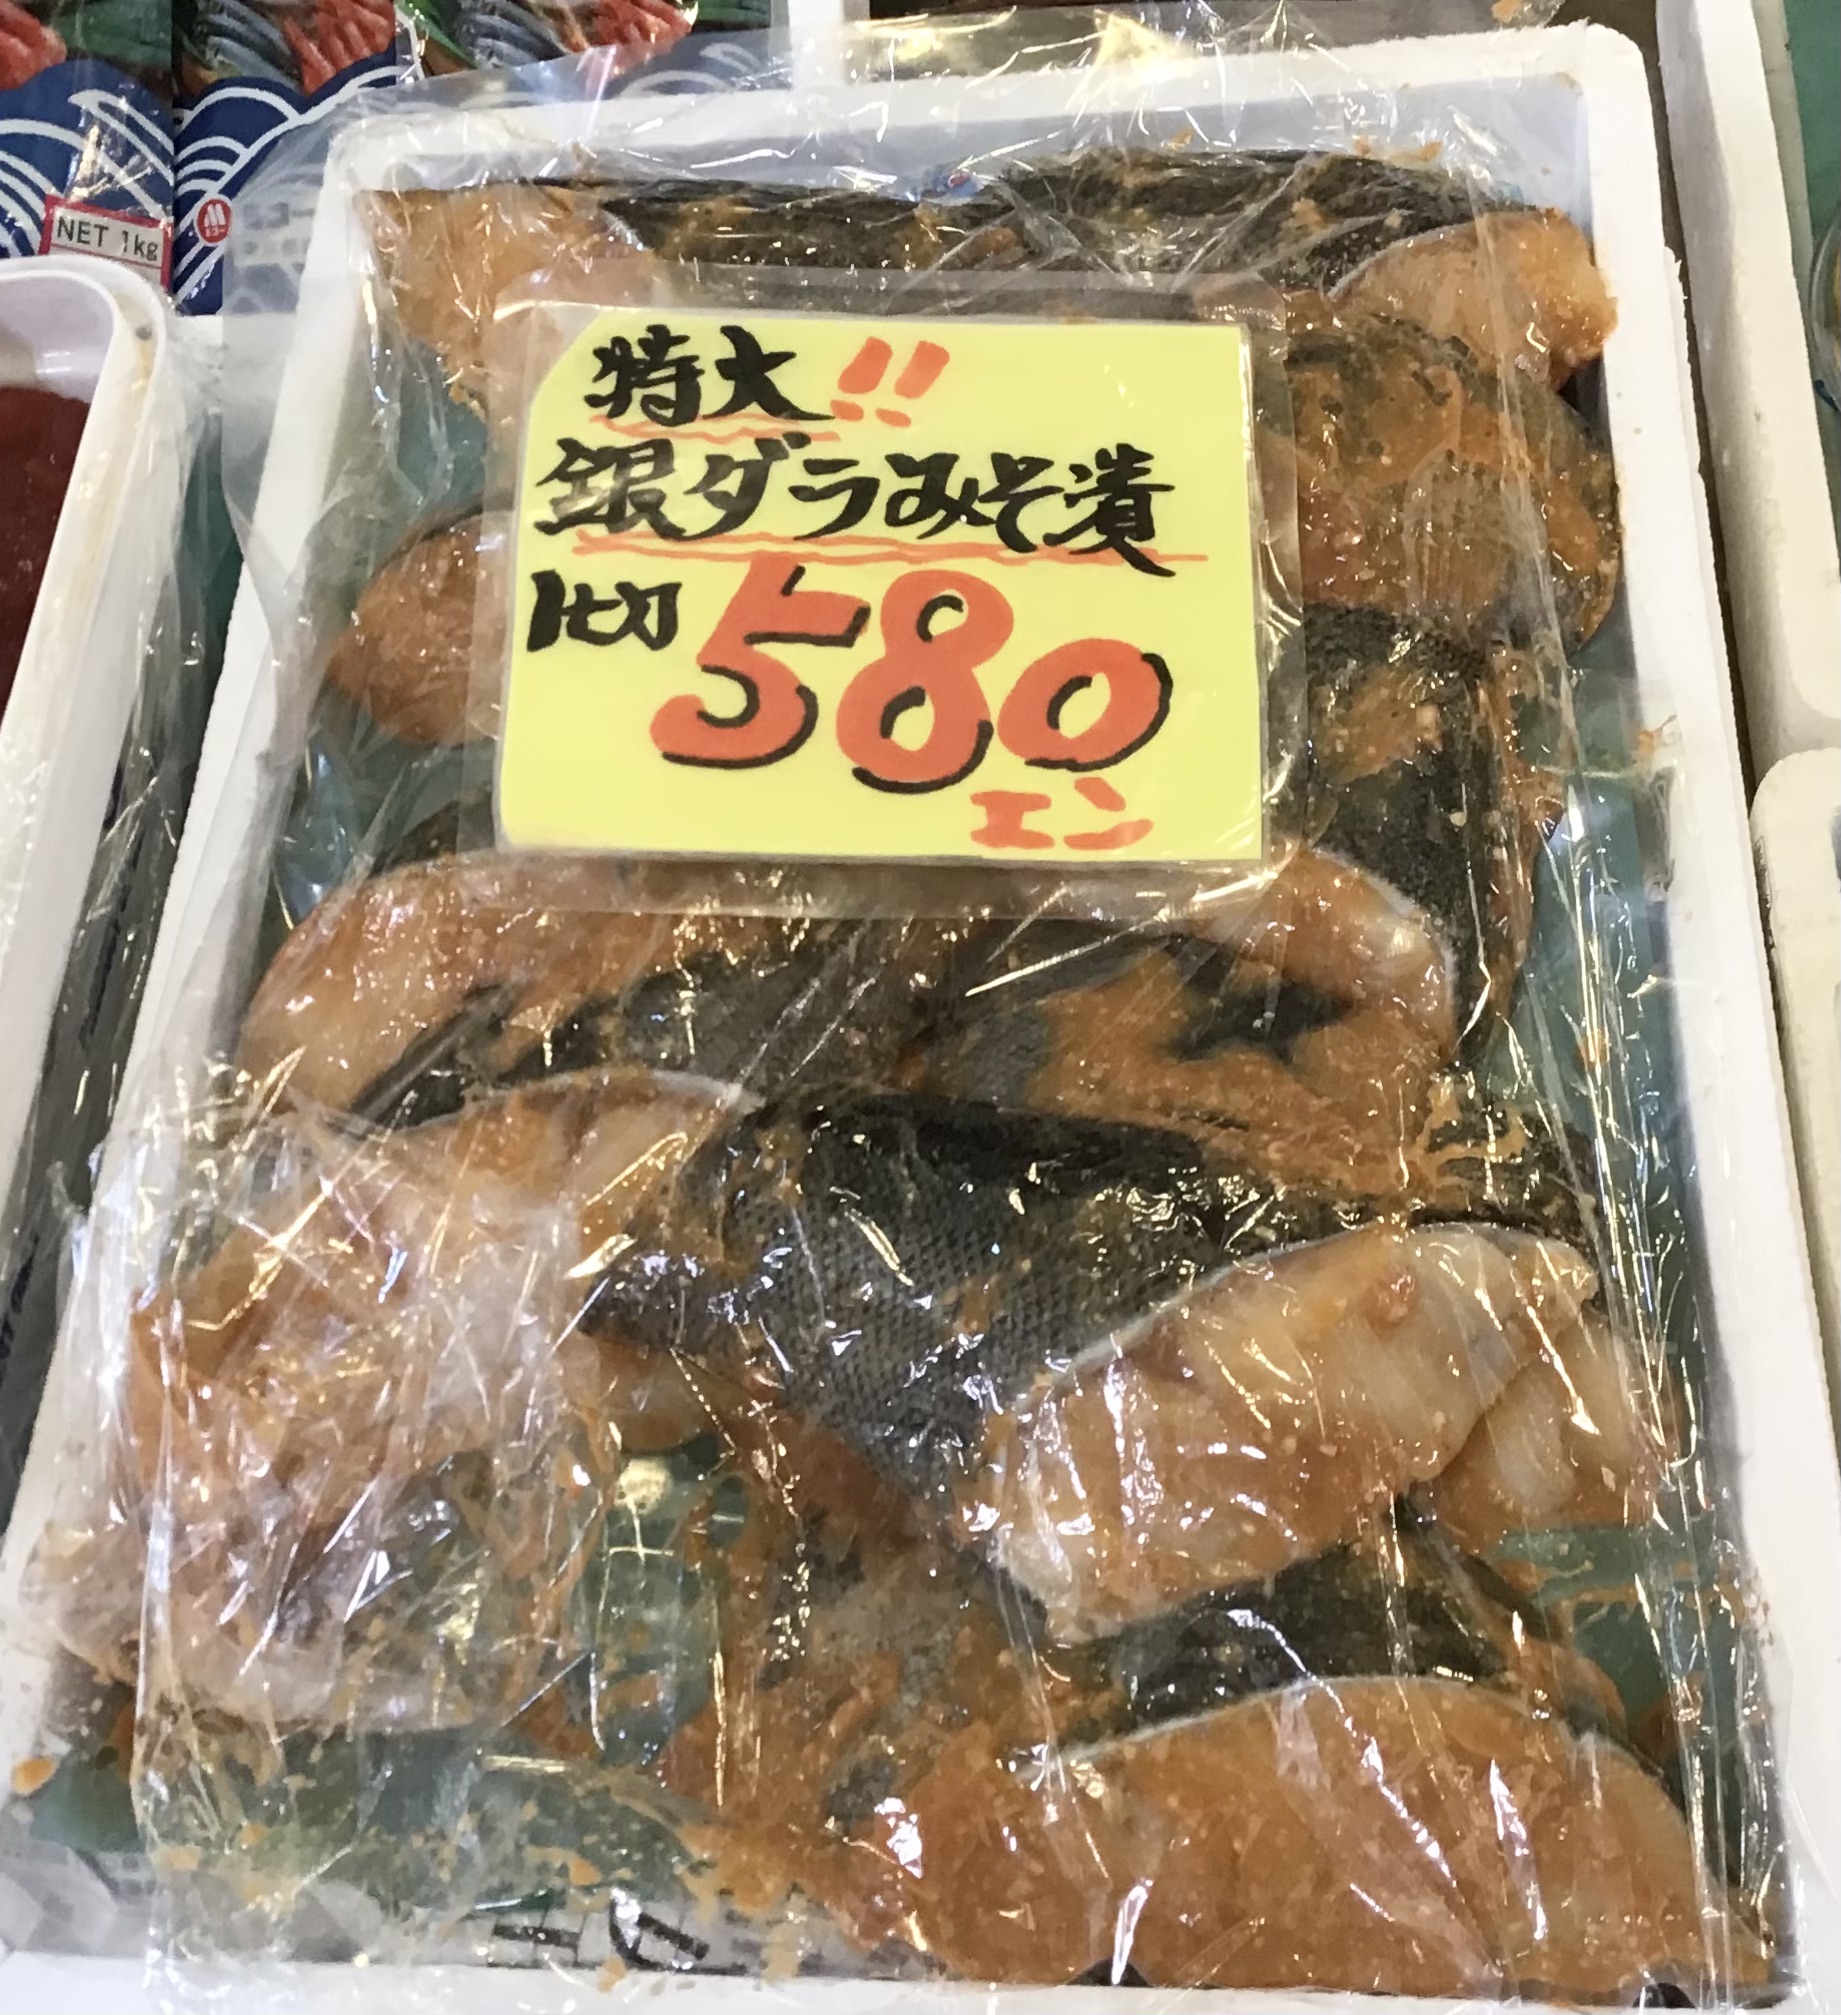 NET 1kg
特大!!
銀ダラみそ漬
1切 580
エン